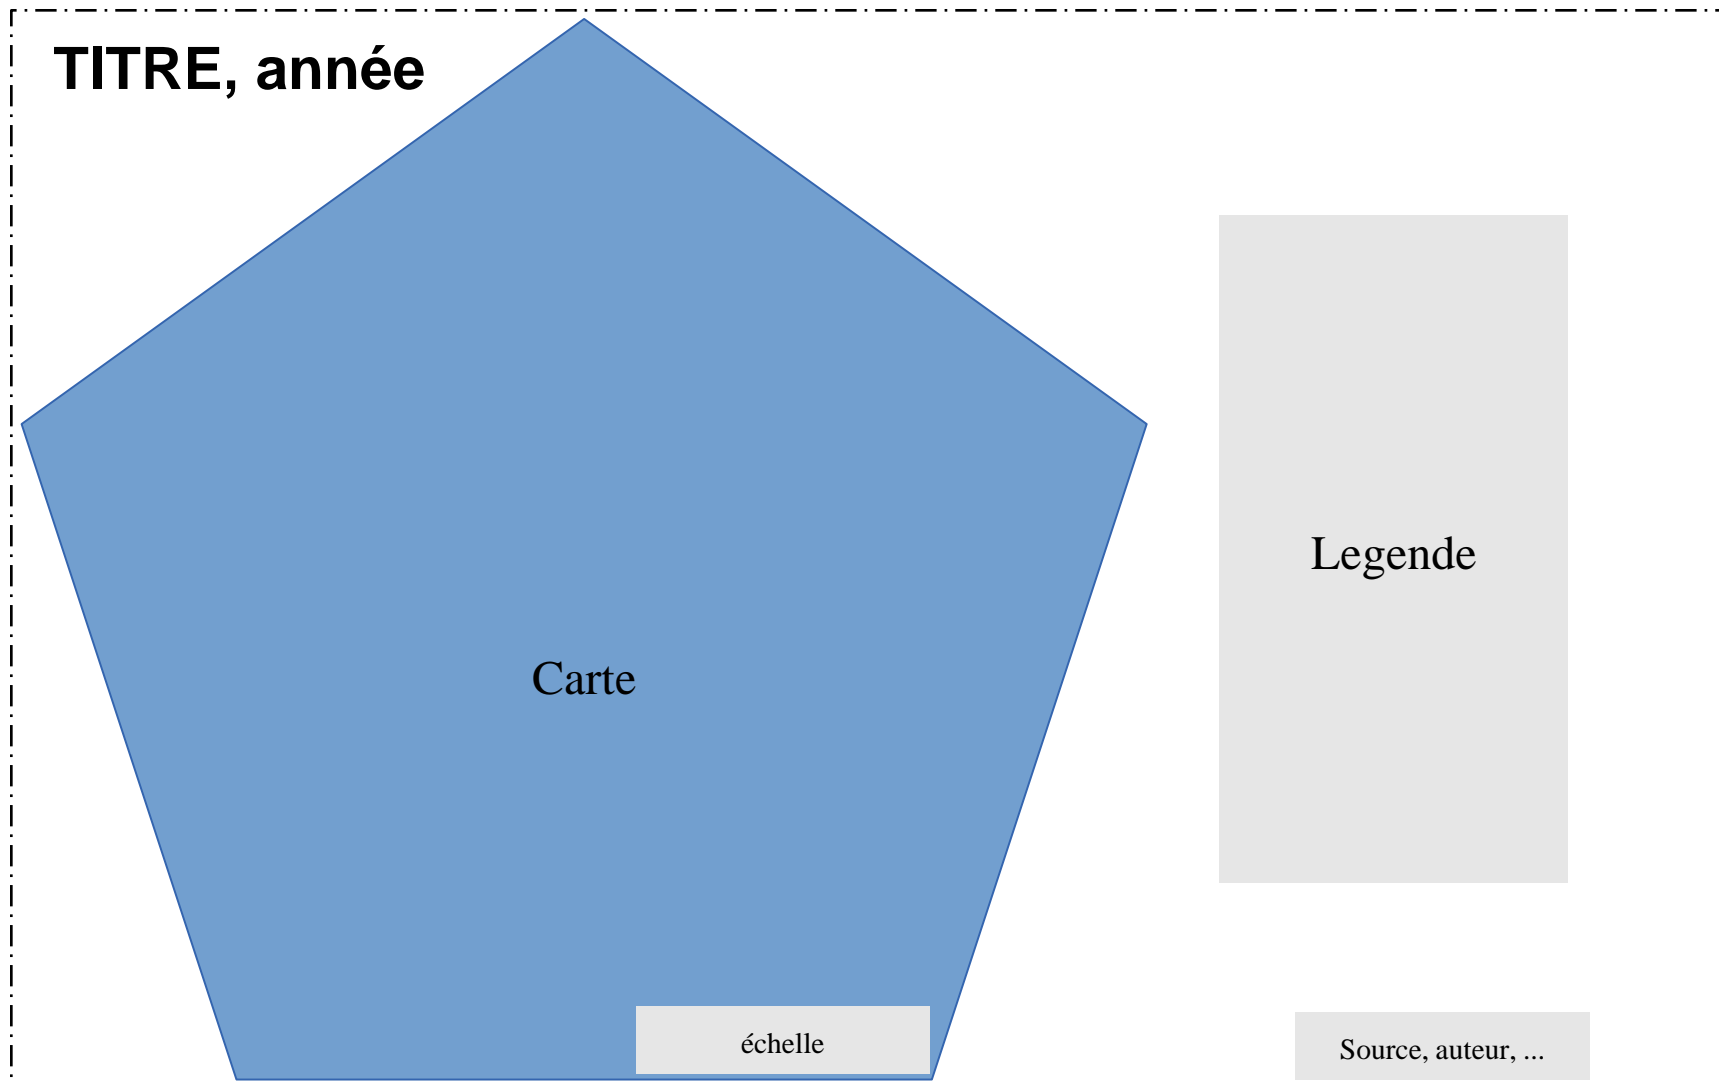 TITRE, année
Legende
Carte
échelle
Source, auteur, ...